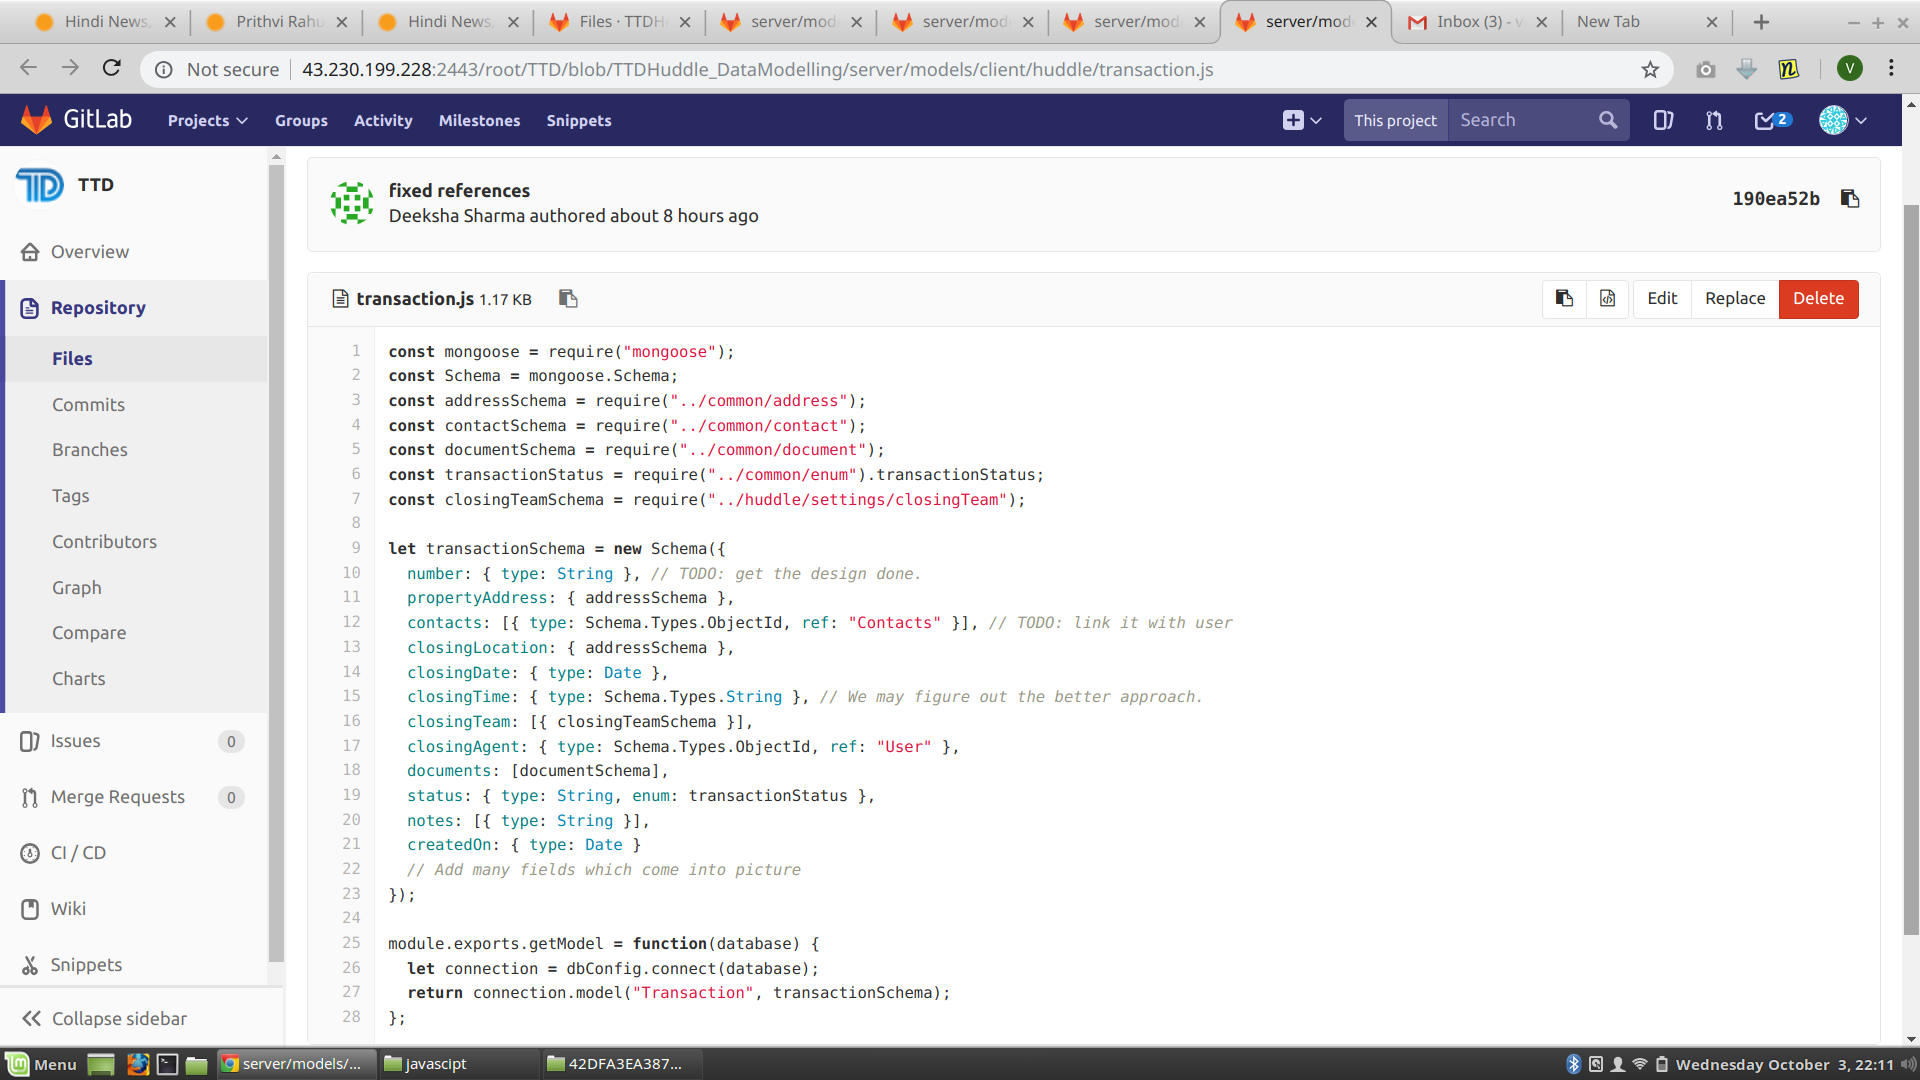 Hindi News,
Prithvi Rahu
Hindi News,
Files · TTDH
server/mod
server/mod
server/mod
server/mod
Inbox (3) - v
New Tab
Not secure
43.230.199.228:2443/root/TTD/blob/TTDHuddle_DataModelling/server/models/client/huddle/transaction.js
V
GitLab
Projects
Groups
Activity
Milestones
Snippets
This project
Search
2
TTD
Overview
Repository
Files
Commits
Branches
Tags
Contributors
Graph
Compare
Charts
Issues 0
Merge Requests 0
CI / CD
Wiki
Snippets
Collapse sidebar
fixed references
Deeksha Sharma authored about 8 hours ago
190ea52b
transaction.js 1.17 KB
Edit
Replace
Delete
1 const mongoose = require("mongoose");
2 const Schema = mongoose.Schema;
3 const addressSchema = require("../common/address");
4 const contactSchema = require("../common/contact");
5 const documentSchema = require("../common/document");
6 const transactionStatus = require("../common/enum").transactionStatus;
7 const closingTeamSchema = require("../huddle/settings/closingTeam");
8
9 let transactionSchema = new Schema({
10 number: { type: String }, // TODO: get the design done.
11 propertyAddress: { addressSchema },
12 contacts: [{ type: Schema.Types.ObjectId, ref: "Contacts" }], // TODO: link it with user
13 closingLocation: { addressSchema },
14 closingDate: { type: Date },
15 closingTime: { type: Schema.Types.String }, // We may figure out the better approach.
16 closingTeam: [{ closingTeamSchema }],
17 closingAgent: { type: Schema.Types.ObjectId, ref: "User" },
18 documents: [documentSchema],
19 status: { type: String, enum: transactionStatus },
20 notes: [{ type: String }],
21 createdOn: { type: Date }
22 // Add many fields which come into picture
23 });
24
25 module.exports.getModel = function(database) {
26 let connection = dbConfig.connect(database);
27 return connection.model("Transaction", transactionSchema);
28 };
Menu
server/models/...
javascipt
42DFA3EA387...
Wednesday October 3, 22:11